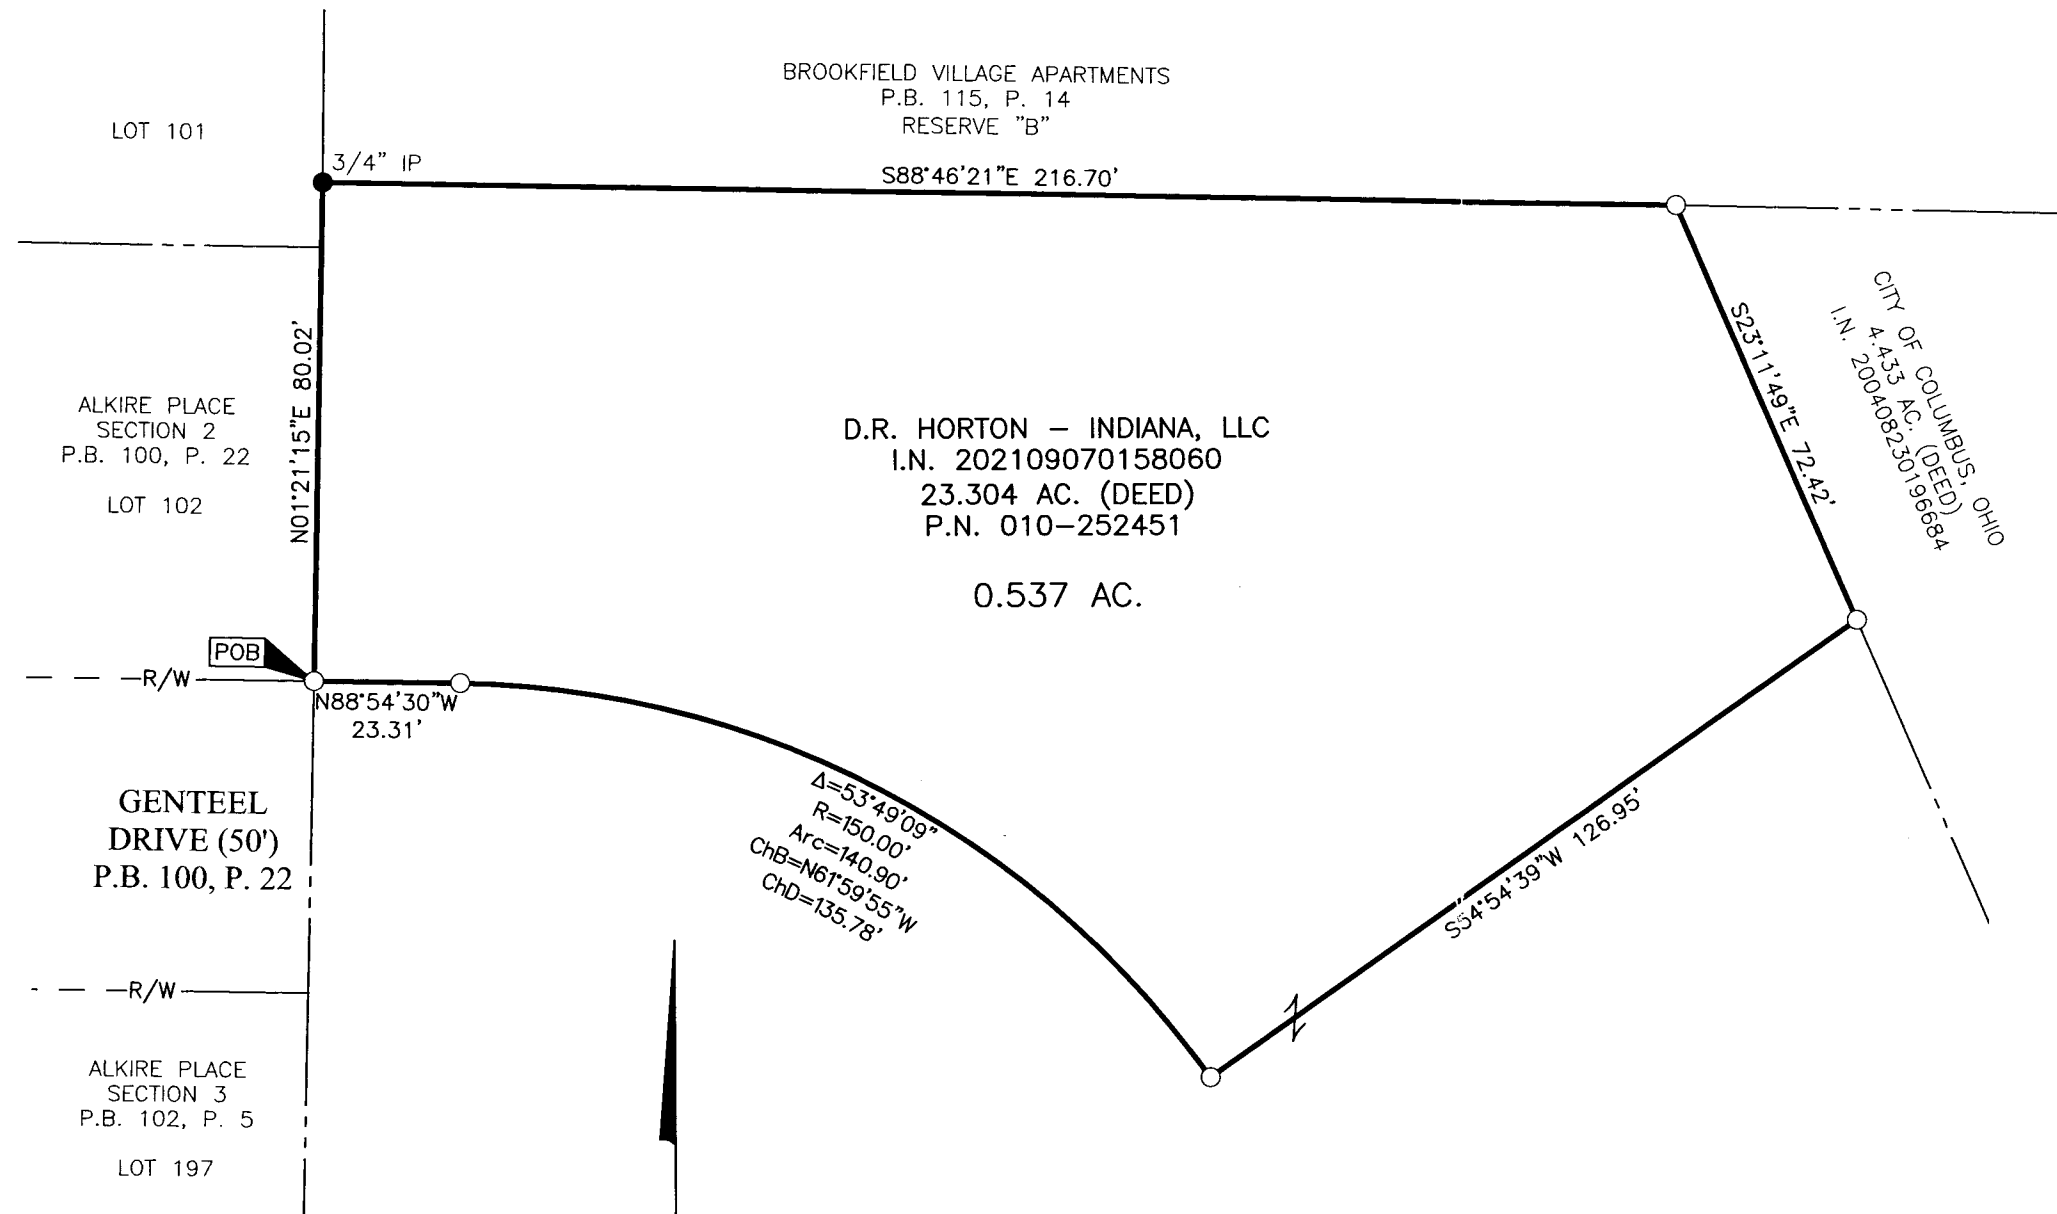 BROOKFIELD VILLAGE APARTMENTS
P.B. 115, P. 14
RESERVE "B"
LOT 101
3/4" IP
S88°46'21"E 216.70'
N01°21'15"E 80.02'
S23°11'49"E 72.42'
CITY OF COLUMBUS, OHIO
4.433 AC. (DEED)
I.N. 200408230196684
ALKIRE PLACE
SECTION 2
P.B. 100, P. 22
LOT 102
D.R. HORTON – INDIANA, LLC
I.N. 202109070158060
23.304 AC. (DEED)
P.N. 010–252451
0.537 AC.
POB
R/W
N88°54'30"W
23.31'
GENTEEL
DRIVE (50')
P.B. 100, P. 22
Δ=53°49'09"
R=150.00'
Arc=140.90'
ChB=N61°59'55"W
ChD=135.78'
S54°54'39"W 126.95'
R/W
ALKIRE PLACE
SECTION 3
P.B. 102, P. 5
LOT 197